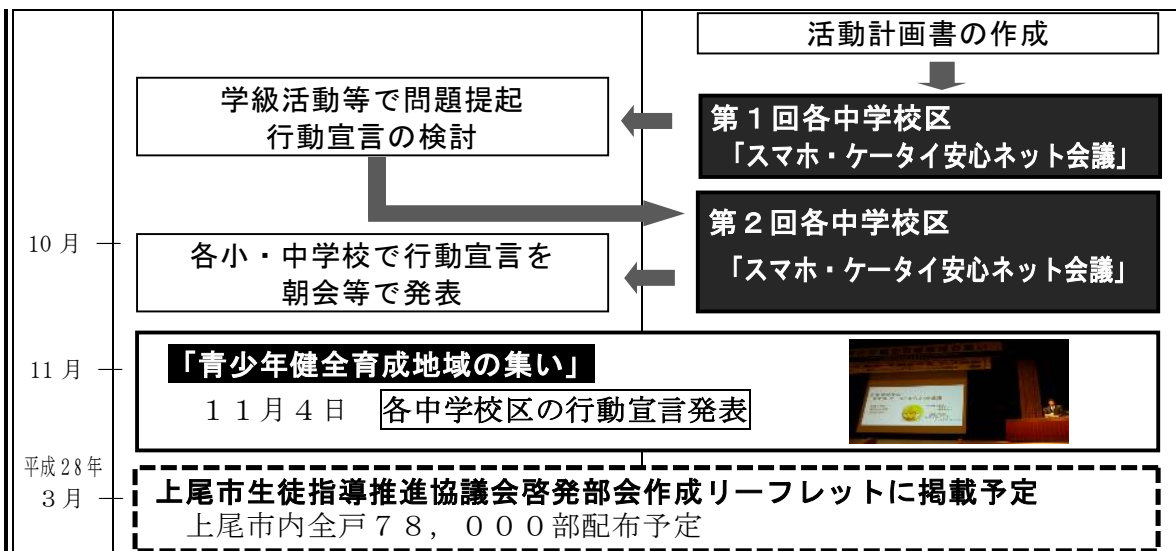 活動計画書の作成
学級活動等で問題提起
行動宣言の検討
第１回各中学校区
「スマホ・ケータイ安心ネット会議」
第２回各中学校区
「スマホ・ケータイ安心ネット会議」
10月
各小・中学校で行動宣言を
朝会等で発表
11月
「青少年健全育成地域の集い」
１１月４日 各中学校区の行動宣言発表
平成28年
3月
上尾市生徒指導推進協議会啓発部会作成リーフレットに掲載予定
上尾市内全戸７８，０００部配布予定